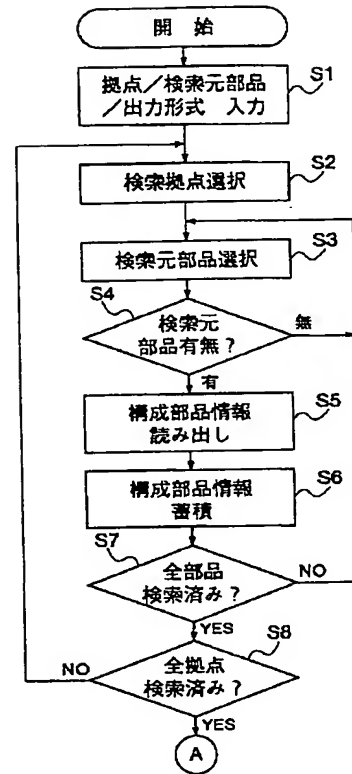 開 始
拠点／検索元部品
／出力形式 入力
S1
検索拠点選択
S2
検索元部品選択
S3
S4
検索元
部品有無？
無
有
構成部品情報
読み出し
S5
構成部品情報
蓄積
S6
S7
全部品
検索済み？
NO
YES
S8
全拠点
検索済み？
NO
YES
A